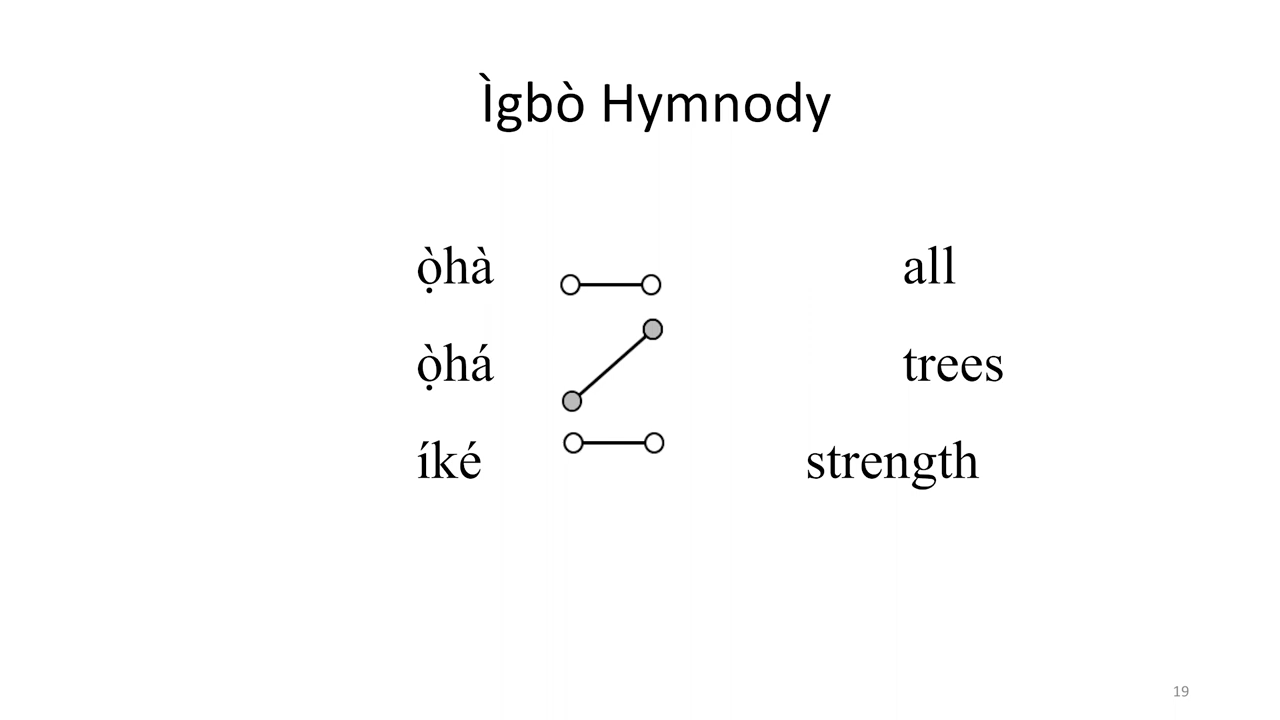 Ìgbò Hymnody
ọ̀hà all
ọ̀há trees
íké strength
19